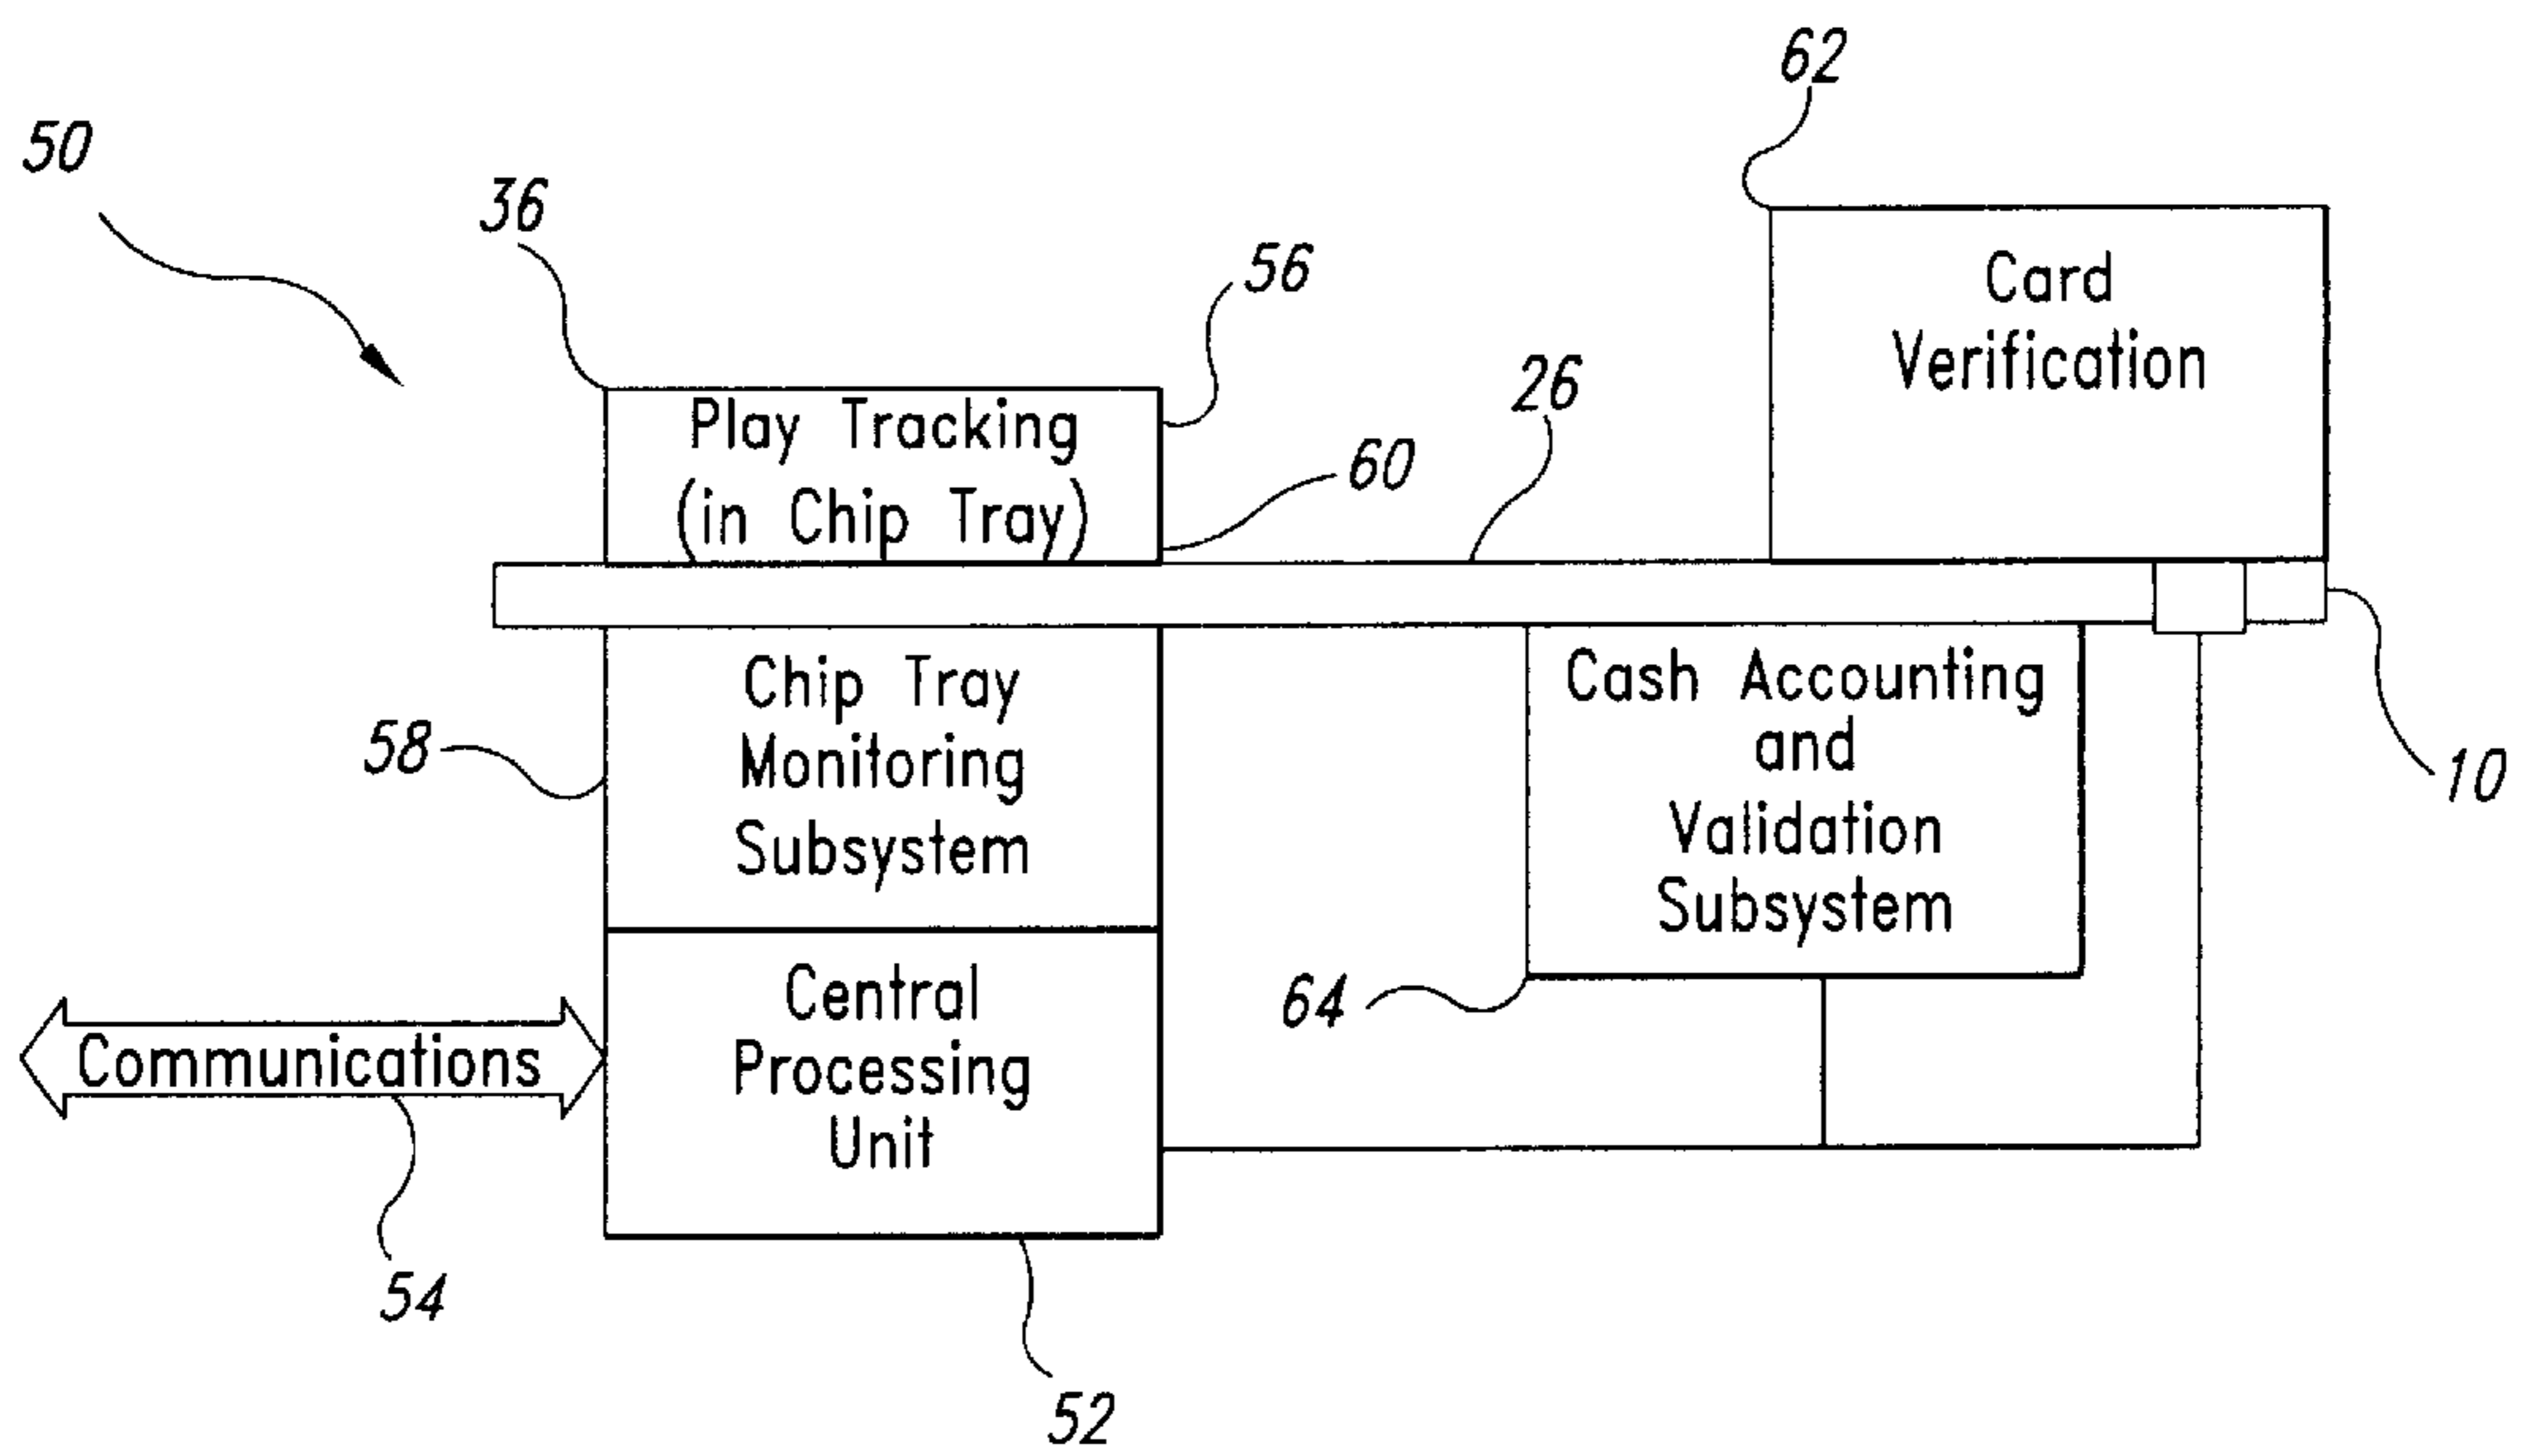 62
50
36
56
Card
Verification
26
Play Tracking
60
(in Chip Tray)
Chip Tray
Monitoring
Subsystem
58
Cash Accounting
and
Validation
Subsystem
10
64
Central
Processing
Unit
Communications
54
52